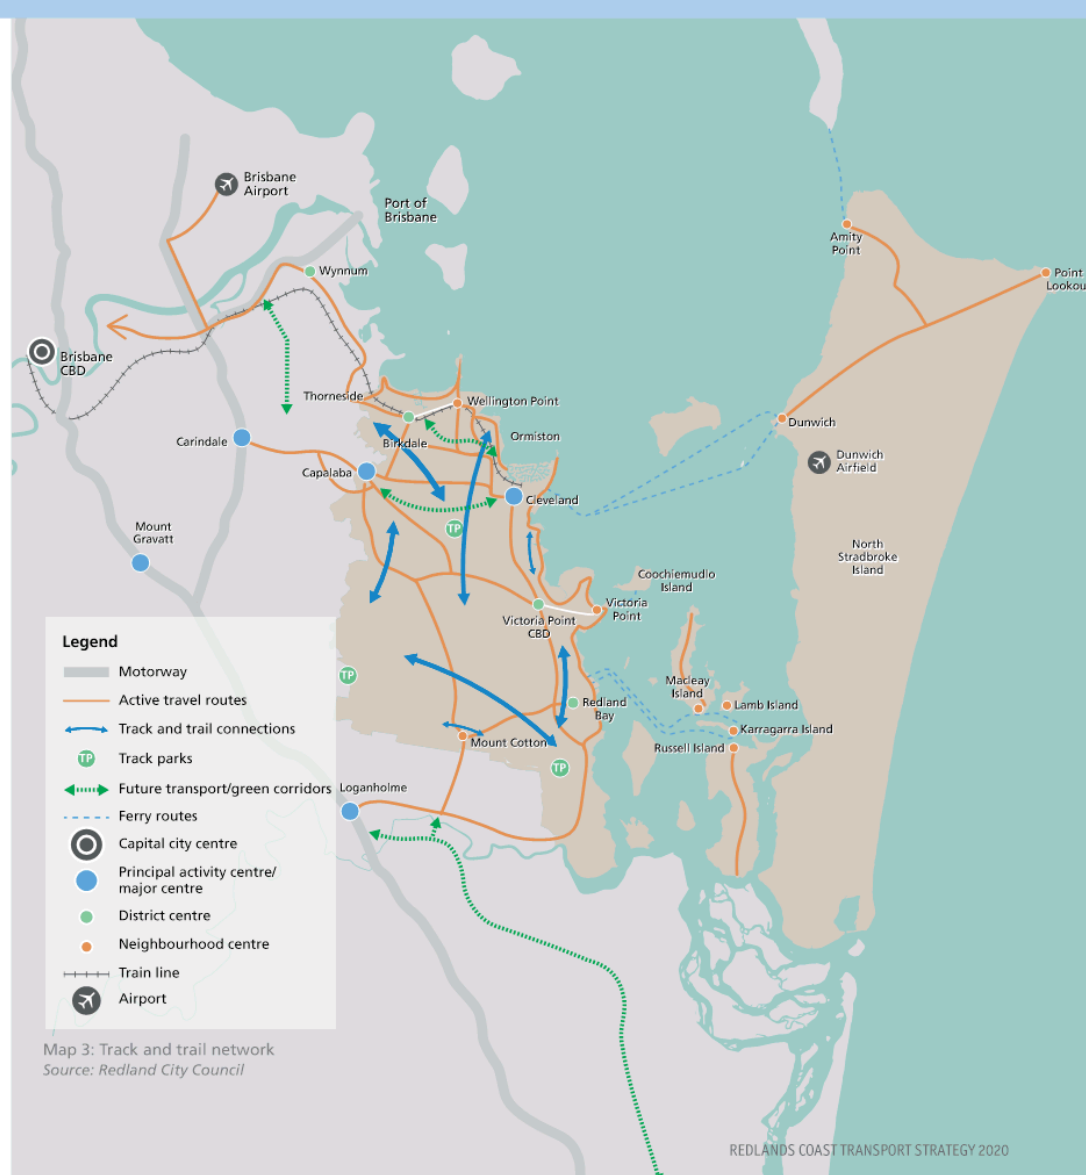 Brisbane
Airport
Port of
Brisbane
Amity
Point
Wynnum
Point
Lookou
Brisbane
CBD
Thorneside
Wellington Point
Dunwich
Carindale
Birkdale
Ormiston
Dunwich
Airfield
Capalaba
Cleveland
TP
Mount
Gravatt
North
Stradbroke
Island
Coochiemudlo
Island
Victoria
Point
Victoria Point
CBD
TP
Macleay
Island
Redland
Bay
Lamb Island
Karragarra Island
Mount Cotton
Russell Island
TP
Loganholme
Legend
Motorway
Active travel routes
Track and trail connections
TP Track parks
Future transport/green corridors
Ferry routes
Capital city centre
Principal activity centre/
major centre
District centre
Neighbourhood centre
Train line
Airport
Map 3: Track and trail network
Source: Redland City Council
REDLANDS COAST TRANSPORT STRATEGY 2020